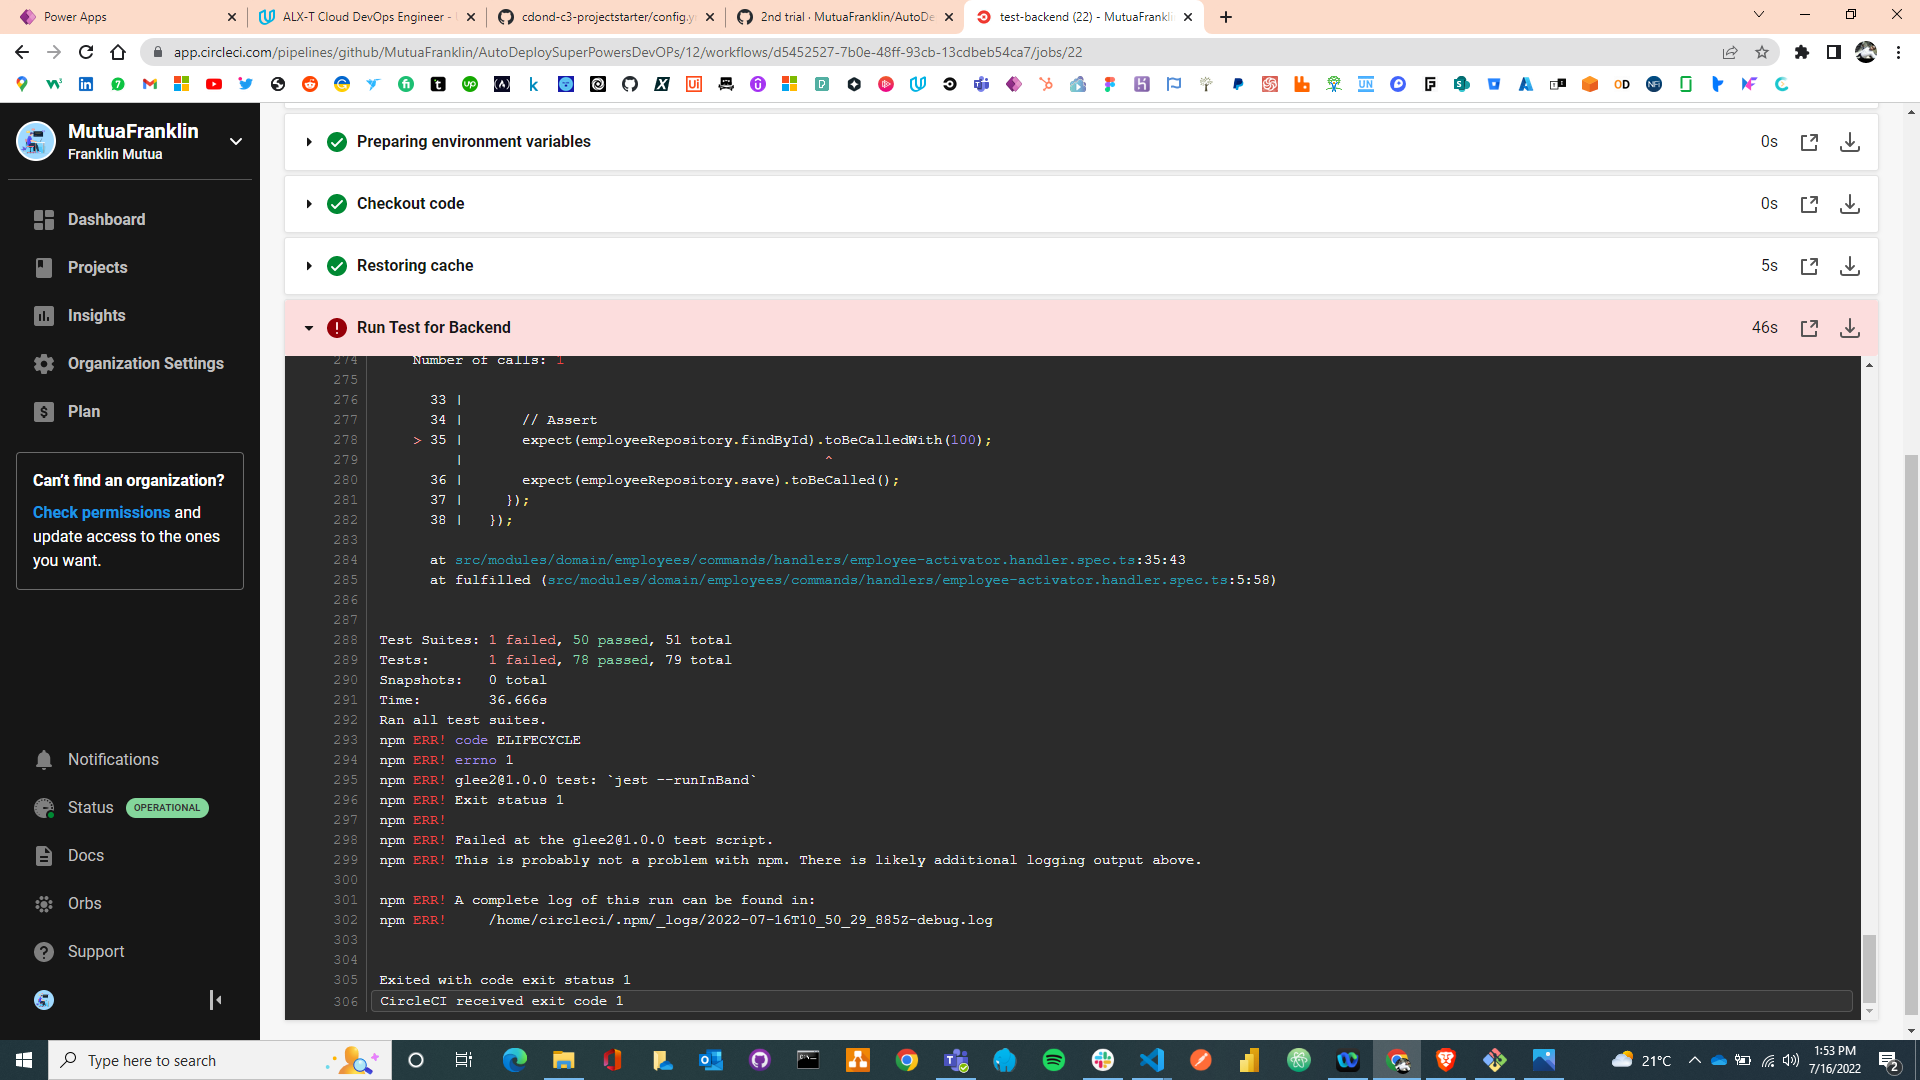 Power Apps
ALX-T Cloud DevOps Engineer -
cdond-c3-projectstarter/config.y
2nd trial · MutuaFranklin/AutoDe
test-backend (22) - MutuaFrankli
app.circleci.com/pipelines/github/MutuaFranklin/AutoDeploySuperPowersDevOPs/12/workflows/d5452527-7b0e-48ff-93cb-13cdbeb54ca7/jobs/22
MutuaFranklin
Franklin Mutua
Dashboard
Projects
Insights
Organization Settings
Plan
Can't find an organization?
Check permissions and
update access to the ones
you want.
Notifications
Status OPERATIONAL
Docs
Orbs
Support
Preparing environment variables 0s
Checkout code 0s
Restoring cache 5s
Run Test for Backend 46s
274 Number of calls: 1
275
276 33 |
277 34 | // Assert
278 > 35 | expect(employeeRepository.findById).toBeCalledWith(100);
279 | ^
280 36 | expect(employeeRepository.save).toBeCalled();
281 37 | });
282 38 | });
283
284 at src/modules/domain/employees/commands/handlers/employee-activator.handler.spec.ts:35:43
285 at fulfilled (src/modules/domain/employees/commands/handlers/employee-activator.handler.spec.ts:5:58)
286
287
288 Test Suites: 1 failed, 50 passed, 51 total
289 Tests: 1 failed, 78 passed, 79 total
290 Snapshots: 0 total
291 Time: 36.666s
292 Ran all test suites.
293 npm ERR! code ELIFECYCLE
294 npm ERR! errno 1
295 npm ERR! glee2@1.0.0 test: `jest --runInBand`
296 npm ERR! Exit status 1
297 npm ERR!
298 npm ERR! Failed at the glee2@1.0.0 test script.
299 npm ERR! This is probably not a problem with npm. There is likely additional logging output above.
300
301 npm ERR! A complete log of this run can be found in:
302 npm ERR! /home/circleci/.npm/_logs/2022-07-16T10_50_29_885Z-debug.log
303
304
305 Exited with code exit status 1
306 CircleCI received exit code 1
Type here to search
21°C
1:53 PM
7/16/2022
2